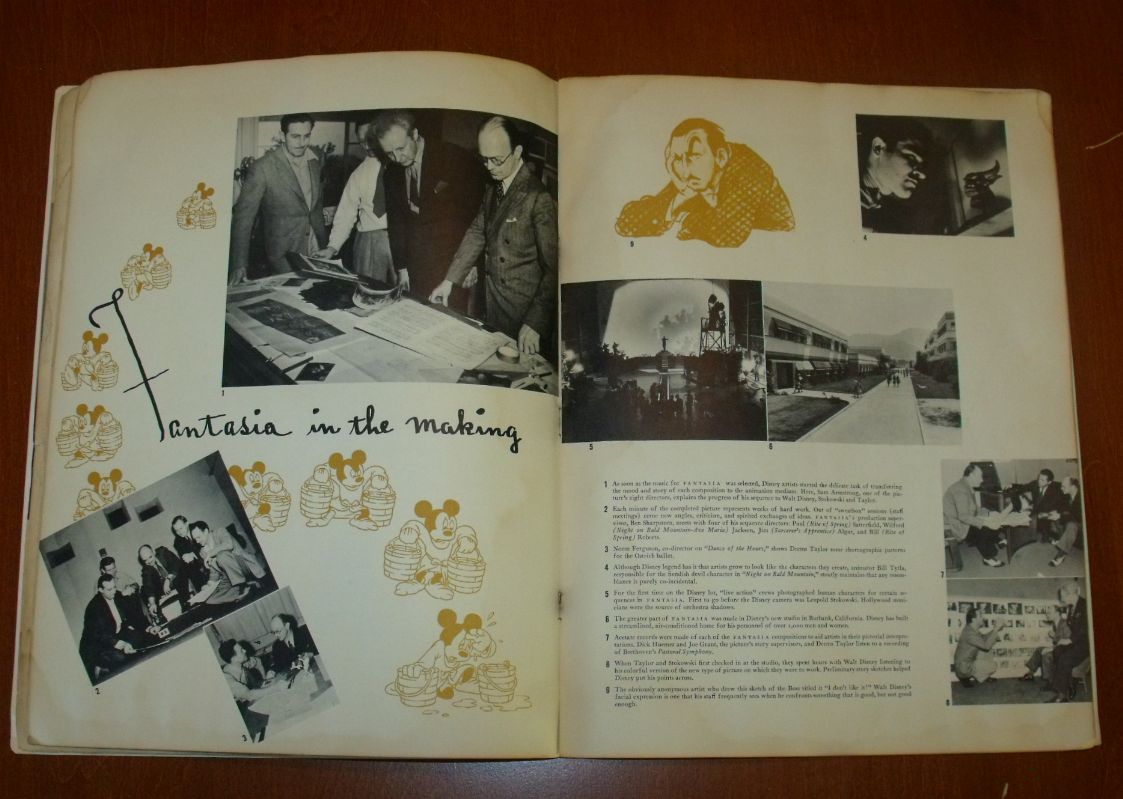 1
fantasia in the making
2
3
9
4
5
6
1 As soon as the music for FANTASIA was selected, Disney artists started the delicate task of transferring
the mood and story of each composition to the animation medium. Here, Sam Armstrong, one of the pic-
ture's eight directors, explains the progress of his sequence to Walt Disney, Stokowski and Taylor.
2 Each minute of the completed picture represents weeks of hard work. Out of "sweatbox" sessions (staff
meetings) come new angles, criticism, and spirited exchanges of ideas. FANTASIA's production super-
visor, Ben Sharpsteen, meets with four of his sequence directors: Paul (Rite of Spring) Satterfield, Wilfred
(Night on Bald Mountain-Ave Maria) Jackson, Jim (Sorcerer's Apprentice) Algar, and Bill (Rite of
Spring) Roberts.
3 Norm Ferguson, co-director on "Dance of the Hours," shows Deems Taylor some choreographic patterns
for the Ostrich ballet.
4 Although Disney legend has it that artists grow to look like the characters they create, animator Bill Tytla,
responsible for the fiendish devil character in "Night on Bald Mountain," stoutly maintains that any resem-
blance is purely co-incidental.
5 For the first time on the Disney lot, "live action" crews photographed human characters for certain se-
quences in FANTASIA. First to go before the Disney camera was Leopold Stokowski. Hollywood musi-
cians were the source of orchestra shadows.
6 The greater part of FANTASIA was made in Disney's new studio in Burbank, California. Disney has built
a streamlined, air-conditioned home for his personnel of over 1,000 men and women.
7 Acetate records were made of each of the FANTASIA compositions to aid artists in their pictorial interpre-
tations. Dick Huemer and Joe Grant, the picture's story supervisors, and Deems Taylor listen to a recording
of Beethoven's Pastoral Symphony.
8 When Taylor and Stokowski first checked in at the studio, they spent hours with Walt Disney listening to
his colorful version of the new type of picture on which they were to work. Preliminary story sketches helped
Disney put his points across.
9 The obviously anonymous artist who drew this sketch of the Boss titled it "I don't like it!" Walt Disney's
facial expression is one that his staff frequently sees when he confronts something that is good, but not good
enough.
7
8